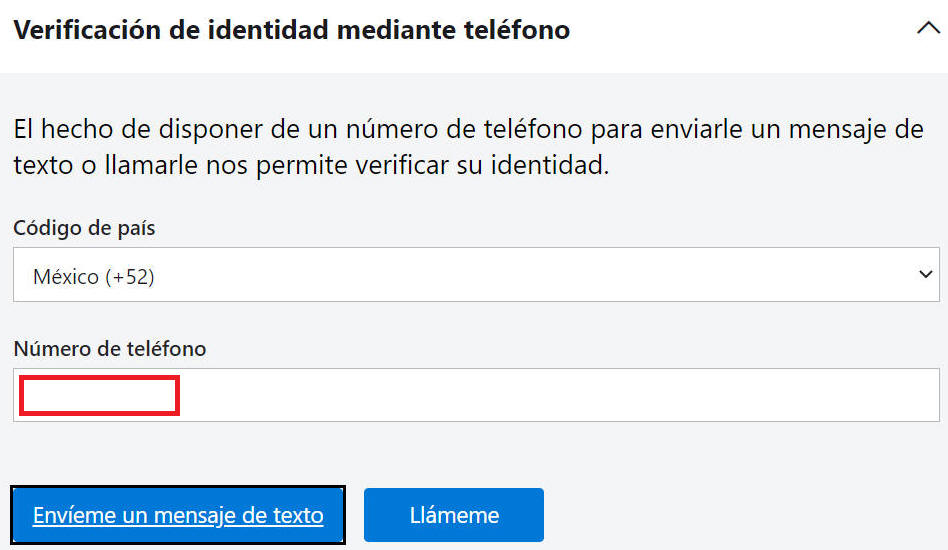 Verificación de identidad mediante teléfono
El hecho de disponer de un número de teléfono para enviarle un mensaje de
texto o llamarle nos permite verificar su identidad.
Código de país
México (+52)
Número de teléfono
Envíeme un mensaje de texto
Llámeme